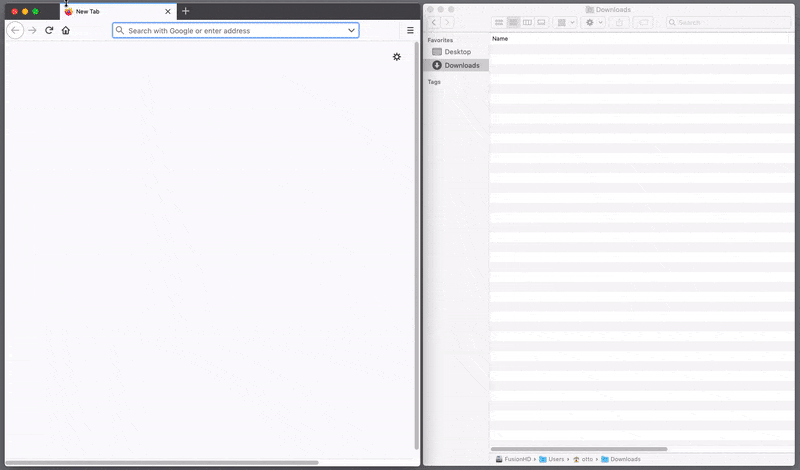 New Tab
Search with Google or enter address
Downloads
Search
Favorites
Desktop
Downloads
Tags
Name
FusionHD
Users
otto
Downloads